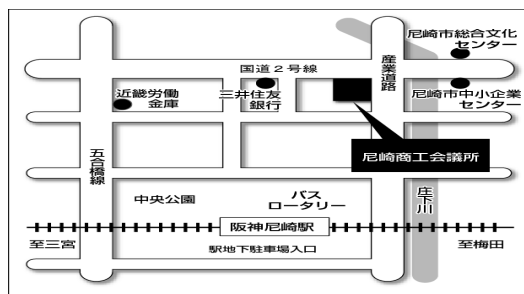 尼崎市総合文化
センター
国道2号線
産業道路
近畿労働
金庫
三井住友
銀行
尼崎市中小企業
センター
尼崎商工会議所
五合橋線
中央公園
バス
ロータリー
庄下川
阪神尼崎駅
至三宮
至梅田
駅地下駐車場入口